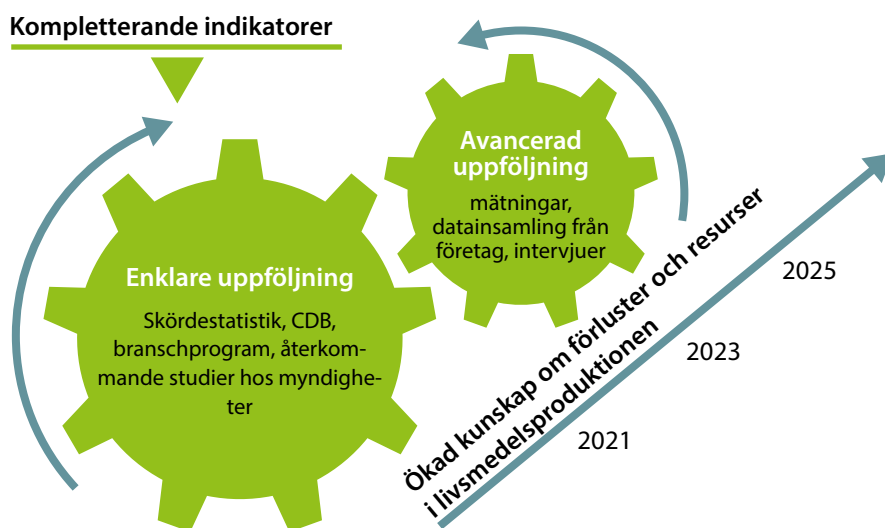 Kompletterande indikatorer
Avancerad
uppföljning
mätningar,
datainsamling från
företag, intervjuer
Enklare uppföljning
Skördestatistik, CDB,
branschprogram, återkom-
mande studier hos myndighe-
ter
Ökad kunskap om förluster och resurser
i livsmedelsproduktionen
2021
2023
2025